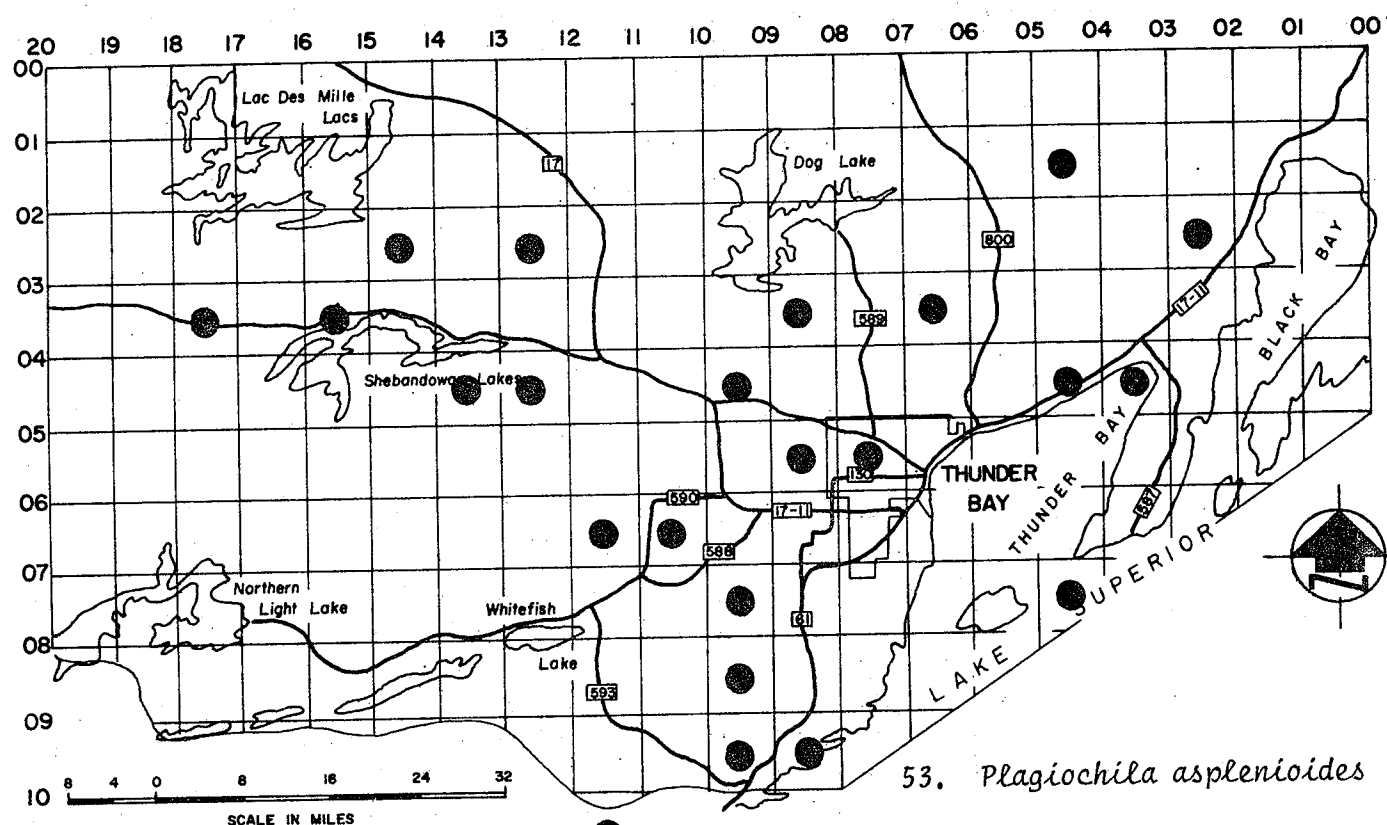 20 19 18 17 16 15 14 13 12 11 10 09 08 07 06 05 04 03 02 01 00
00
Lac Des Mille
Lacs
01
17
Dog Lake
02
800
BLACK BAY
03
17-11
589
04
Shebandowan Lakes
05
130
THUNDER
BAY
THUNDER BAY
06
590
17-11
587
588
07
Northern
Light Lake
Whitefish
Lake
61
LAKE SUPERIOR
N
08
593
09
53. Plagiochila asplenioides
10
8 4 0 8 16 24 32
SCALE IN MILES